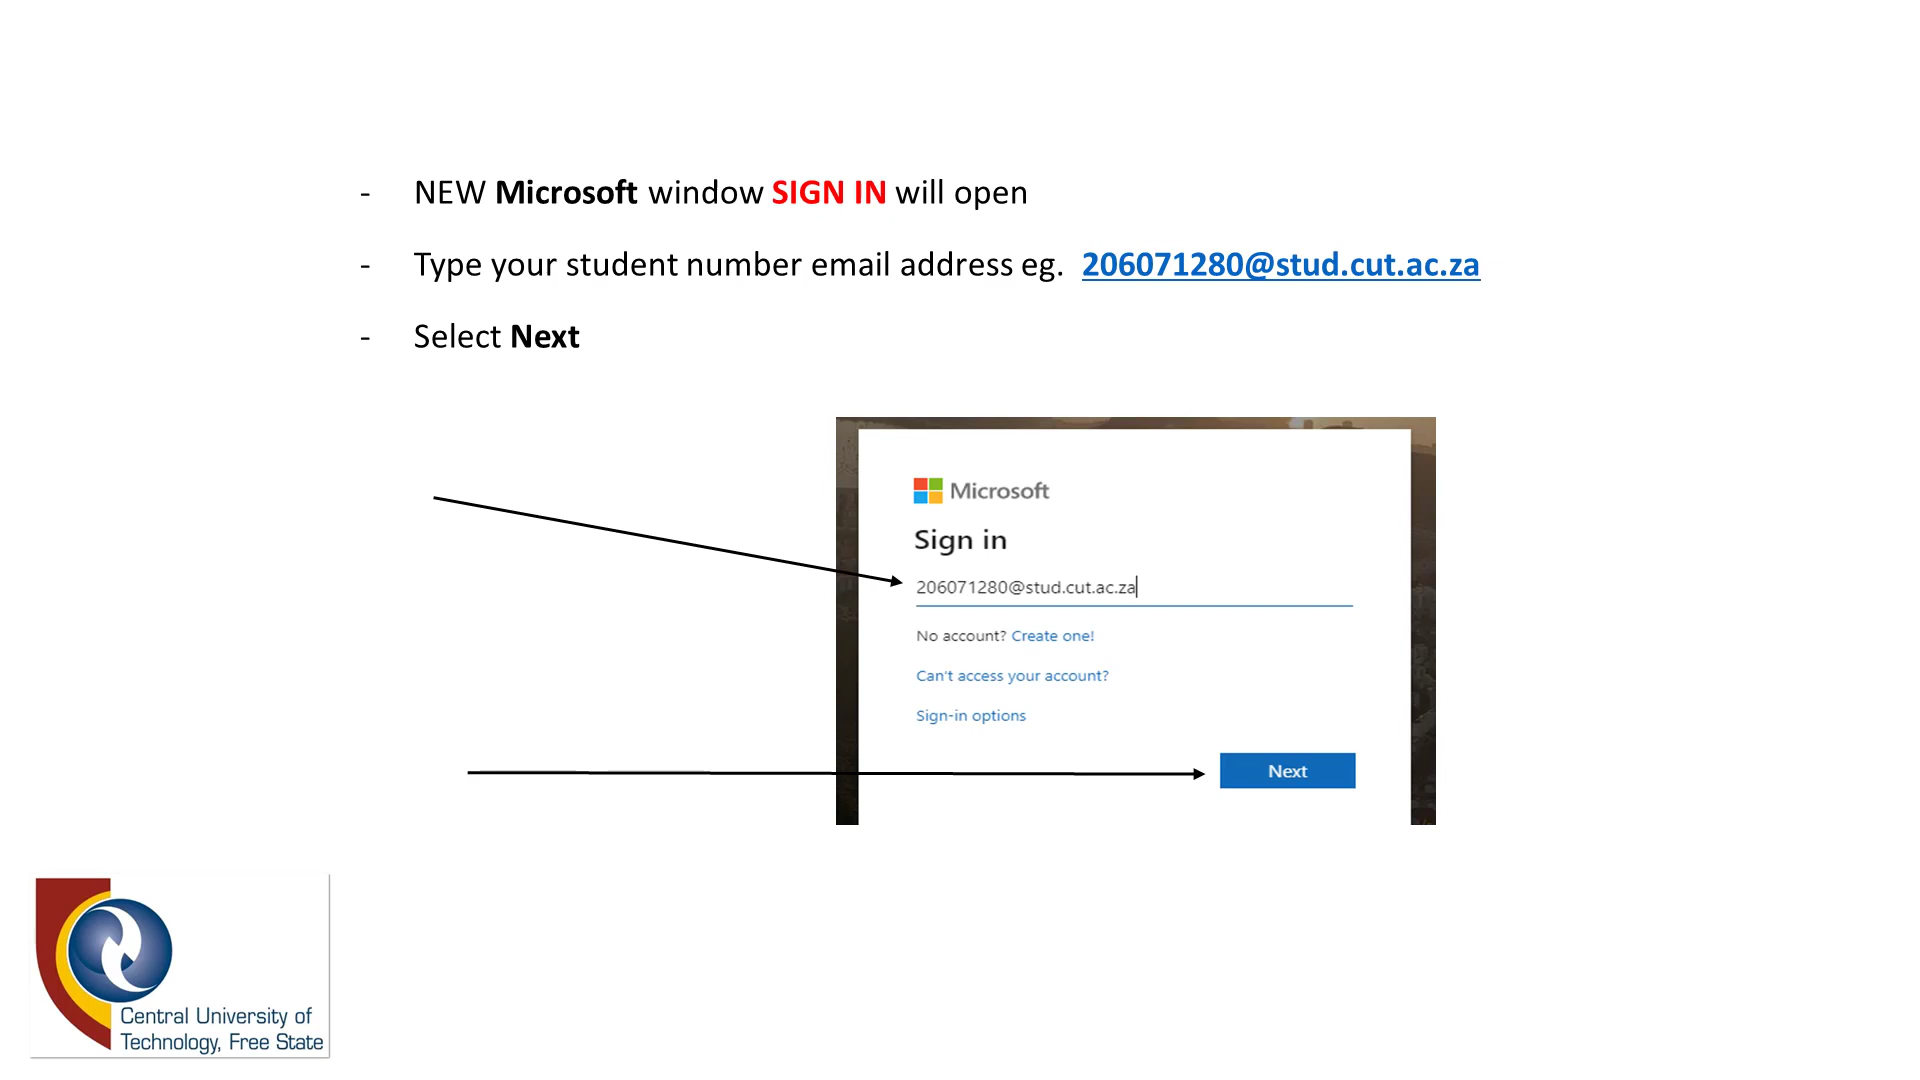 - NEW Microsoft window SIGN IN will open
- Type your student number email address eg. 206071280@stud.cut.ac.za
- Select Next
Microsoft
Sign in
206071280@stud.cut.ac.za
No account? Create one!
Can't access your account?
Sign-in options
Next
Central University of
Technology, Free State